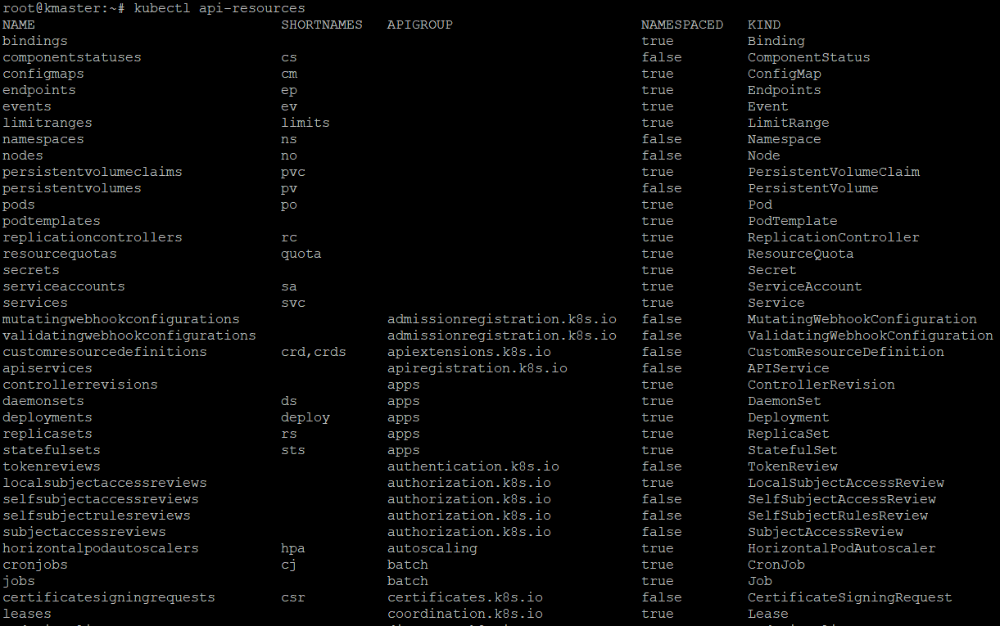 root@kmaster:~# kubectl api-resources
NAME SHORTNAMES APIGROUP NAMESPACED KIND
bindings true Binding
componentstatuses cs false ComponentStatus
configmaps cm true ConfigMap
endpoints ep true Endpoints
events ev true Event
limitranges limits true LimitRange
namespaces ns false Namespace
nodes no false Node
persistentvolumeclaims pvc true PersistentVolumeClaim
persistentvolumes pv false PersistentVolume
pods po true Pod
podtemplates true PodTemplate
replicationcontrollers rc true ReplicationController
resourcequotas quota true ResourceQuota
secrets true Secret
serviceaccounts sa true ServiceAccount
services svc true Service
mutatingwebhookconfigurations admissionregistration.k8s.io false MutatingWebhookConfiguration
validatingwebhookconfigurations admissionregistration.k8s.io false ValidatingWebhookConfiguration
customresourcedefinitions crd,crds apiextensions.k8s.io false CustomResourceDefinition
apiservices apiregistration.k8s.io false APIService
controllerrevisions apps true ControllerRevision
daemonsets ds apps true DaemonSet
deployments deploy apps true Deployment
replicasets rs apps true ReplicaSet
statefulsets sts apps true StatefulSet
tokenreviews authentication.k8s.io false TokenReview
localsubjectaccessreviews authorization.k8s.io true LocalSubjectAccessReview
selfsubjectaccessreviews authorization.k8s.io false SelfSubjectAccessReview
selfsubjectrulesreviews authorization.k8s.io false SelfSubjectRulesReview
subjectaccessreviews authorization.k8s.io false SubjectAccessReview
horizontalpodautoscalers hpa autoscaling true HorizontalPodAutoscaler
cronjobs cj batch true CronJob
jobs batch true Job
certificatesigningrequests csr certificates.k8s.io false CertificateSigningRequest
leases coordination.k8s.io true Lease